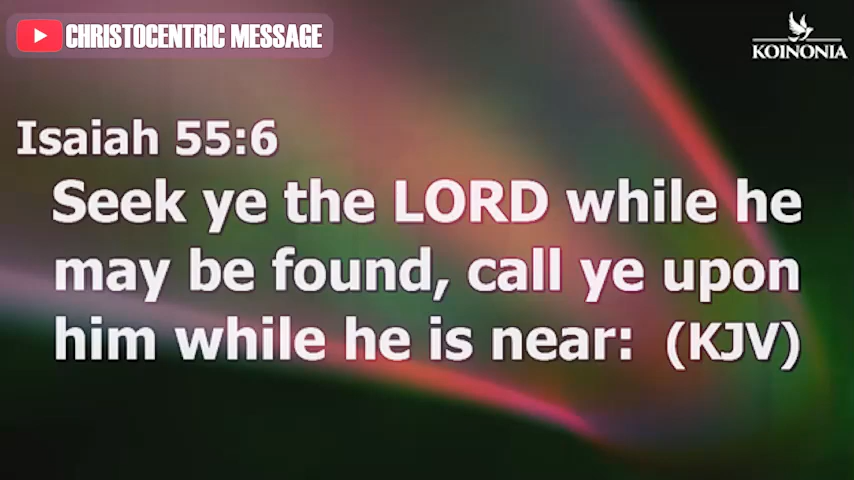 CHRISTOCENTRIC MESSAGE
KOINONIA
Isaiah 55:6
Seek ye the LORD while he
may be found, call ye upon
him while he is near: (KJV)